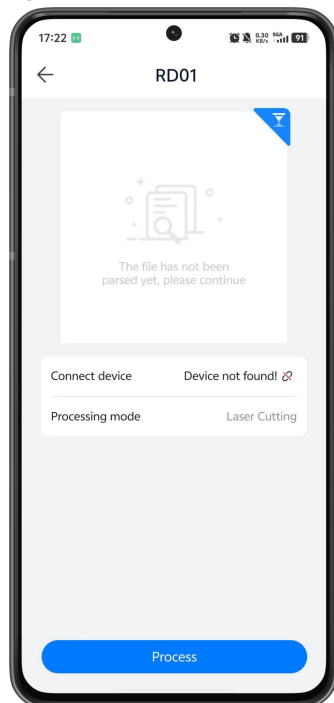 17:22
0.30 KB/s 5GA 91
RD01
The file has not been
parsed yet, please continue
Connect device Device not found!
Processing mode Laser Cutting
Process